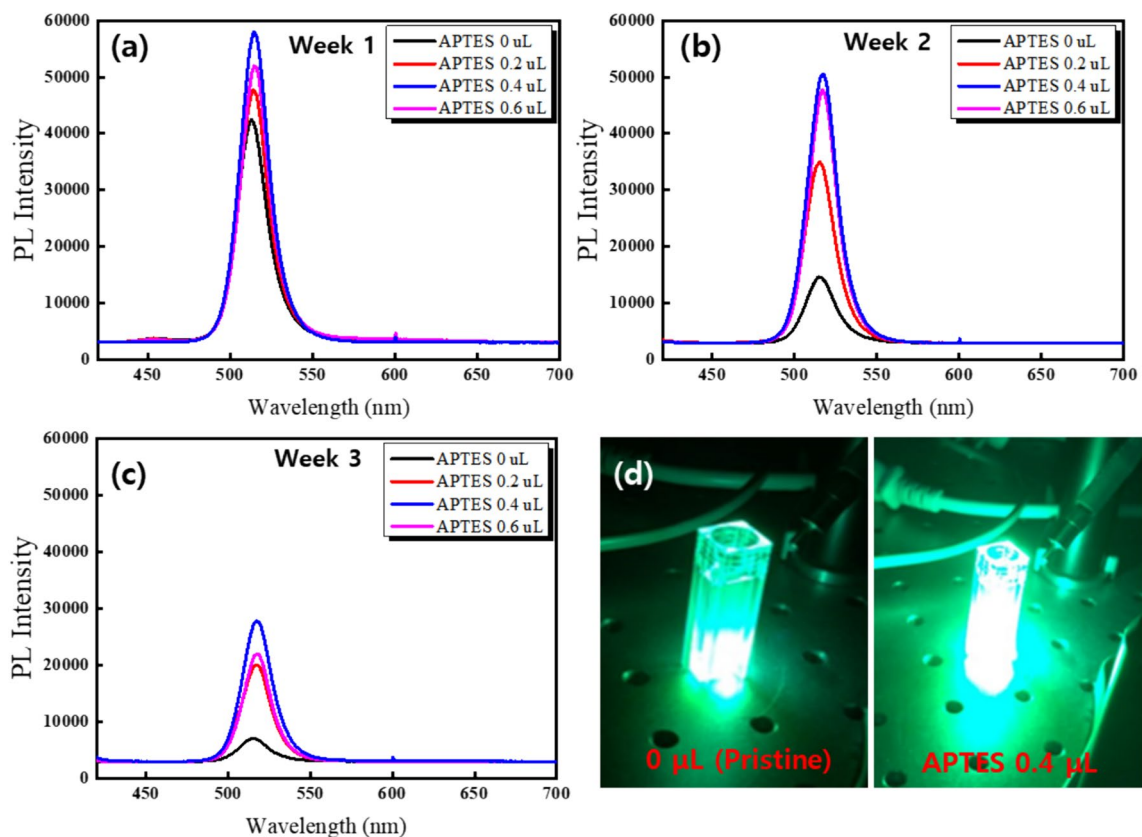 (a)
Week 1
APTES 0 uL
APTES 0.2 uL
APTES 0.4 uL
APTES 0.6 uL
60000
50000
40000
30000
20000
10000
0
PL Intensity
450 500 550 600 650 700
Wavelength (nm)
(b)
Week 2
APTES 0 uL
APTES 0.2 uL
APTES 0.4 uL
APTES 0.6 uL
60000
50000
40000
30000
20000
10000
0
PL Intensity
450 500 550 600 650 700
Wavelength (nm)
(c)
Week 3
APTES 0 uL
APTES 0.2 uL
APTES 0.4 uL
APTES 0.6 uL
60000
50000
40000
30000
20000
10000
0
PL Intensity
450 500 550 600 650 700
Wavelength (nm)
(d)
0 μL (Pristine)
APTES 0.4 μL